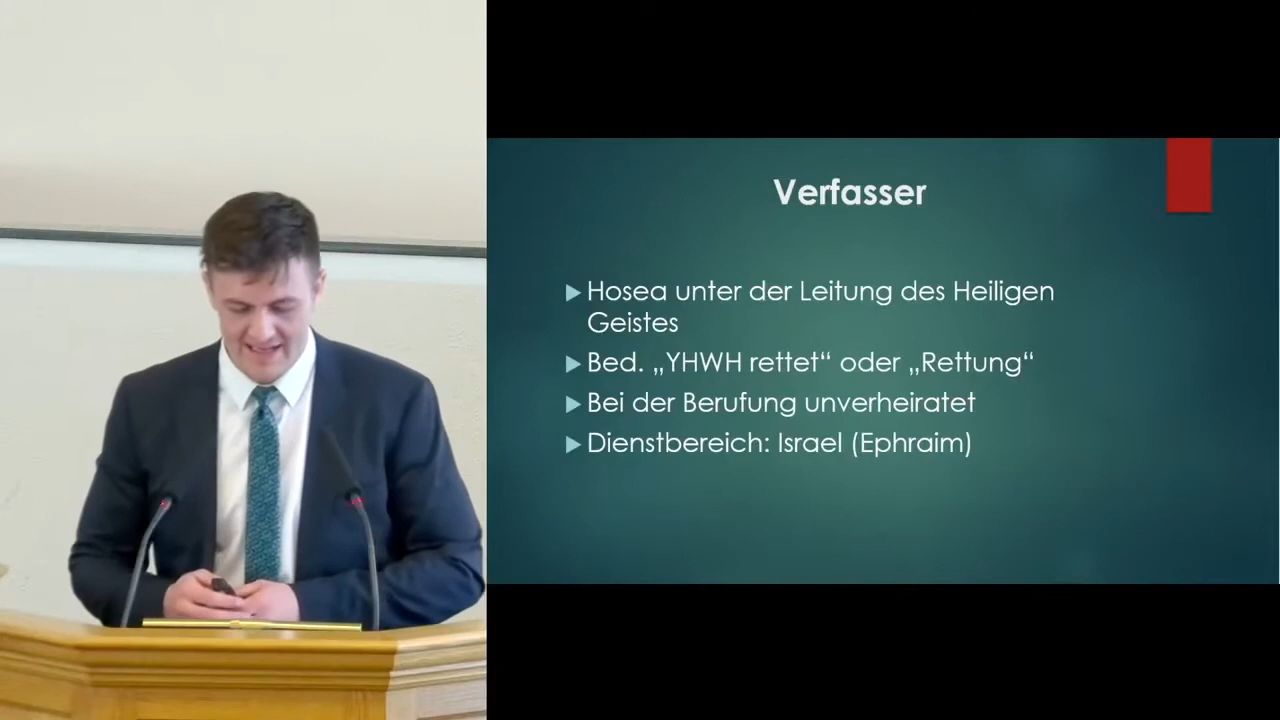 Verfasser
Hosea unter der Leitung des Heiligen
Geistes
Bed. „YHWH rettet“ oder „Rettung“
Bei der Berufung unverheiratet
Dienstbereich: Israel (Ephraim)